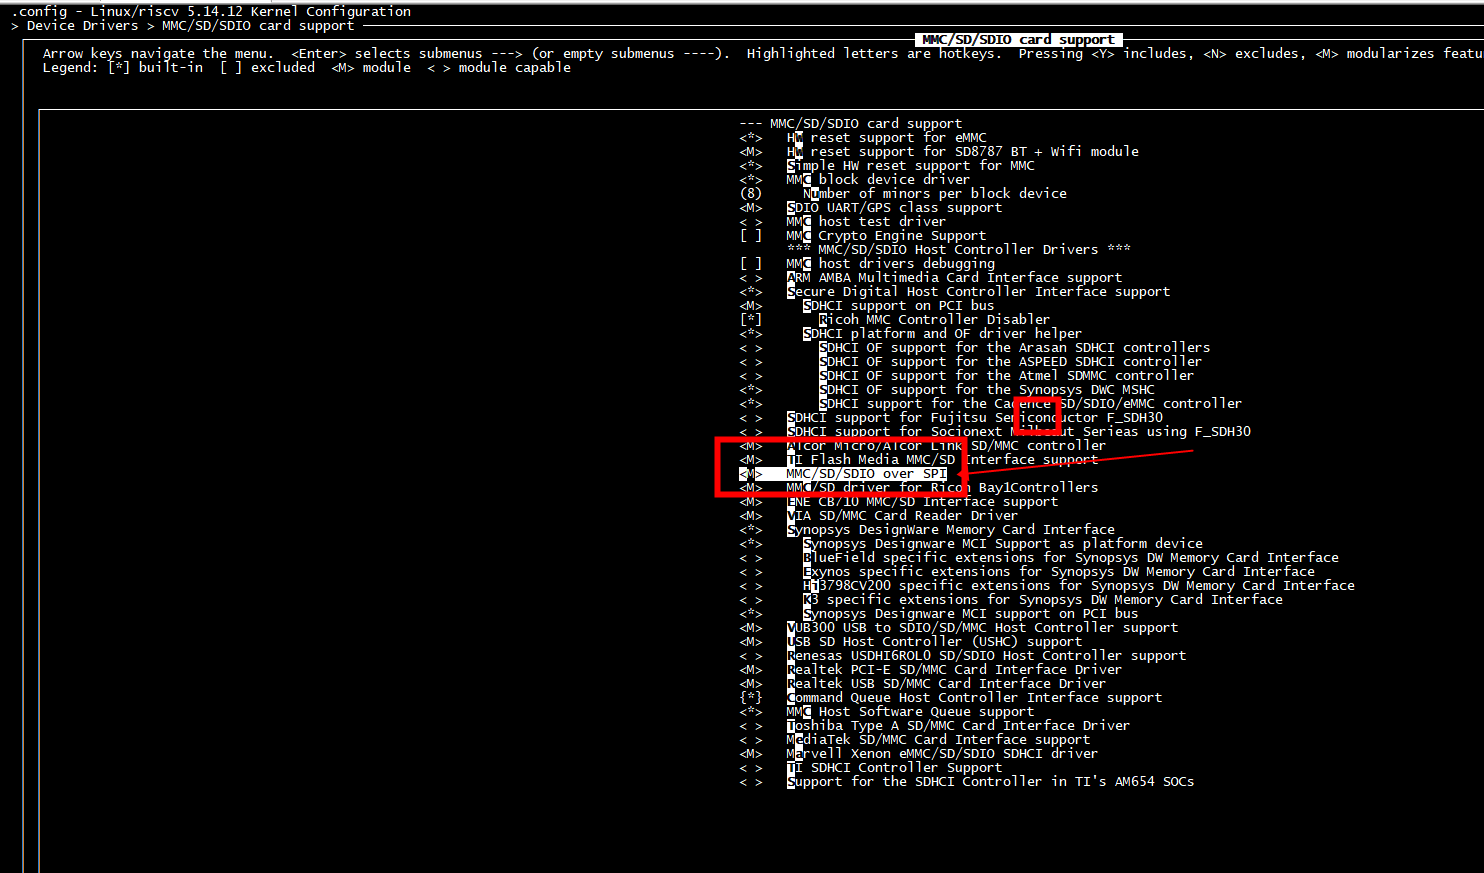 .config - Linux/riscv 5.14.12 Kernel Configuration
> Device Drivers > MMC/SD/SDIO card support
MMC/SD/SDIO card support
Arrow keys navigate the menu.  <Enter> selects submenus ---> (or empty submenus ----).  Highlighted letters are hotkeys.  Pressing <Y> includes, <N> excludes, <M> modularizes featu
Legend: [*] built-in  [ ] excluded  <M> module  < > module capable
--- MMC/SD/SDIO card support
<*>   HW reset support for eMMC
<M>   HW reset support for SD8787 BT + Wifi module
<*>   Simple HW reset support for MMC
<*>   MMC block device driver
(8)     Number of minors per block device
<M>   SDIO UART/GPS class support
< >   MMC host test driver
[ ]   MMC Crypto Engine Support
*** MMC/SD/SDIO Host Controller Drivers ***
[ ]   MMC host drivers debugging
< >   ARM AMBA Multimedia Card Interface support
<*>   Secure Digital Host Controller Interface support
<M>     SDHCI support on PCI bus
[*]       Ricoh MMC Controller Disabler
<*>     SDHCI platform and OF driver helper
< >       SDHCI OF support for the Arasan SDHCI controllers
< >       SDHCI OF support for the ASPEED SDHCI controller
< >       SDHCI OF support for the Atmel SDMMC controller
<*>       SDHCI OF support for the Synopsys DWC MSHC
<*>       SDHCI support for the Cadence SD/SDIO/eMMC controller
< >   SDHCI support for Fujitsu Semiconductor F_SDH30
< >   SDHCI support for Socionext Milbeaut Serieas using F_SDH30
<M>   Alcor Micro/Alcor Link SD/MMC controller
<M>   TI Flash Media MMC/SD Interface support
<M>   MMC/SD/SDIO over SPI
<M>   MMC/SD driver for Ricoh Bay1Controllers
<M>   ENE CB710 MMC/SD Interface support
<M>   VIA SD/MMC Card Reader Driver
<*>   Synopsys DesignWare Memory Card Interface
<*>     Synopsys Designware MCI Support as platform device
< >     BlueField specific extensions for Synopsys DW Memory Card Interface
< >     Exynos specific extensions for Synopsys DW Memory Card Interface
< >     Hi3798CV200 specific extensions for Synopsys DW Memory Card Interface
< >     K3 specific extensions for Synopsys DW Memory Card Interface
<*>     Synopsys Designware MCI support on PCI bus
<M>   VUB300 USB to SDIO/SD/MMC Host Controller support
<M>   USB SD Host Controller (USHC) support
< >   Renesas USDHI6ROL0 SD/SDIO Host Controller support
<M>   Realtek PCI-E SD/MMC Card Interface Driver
<M>   Realtek USB SD/MMC Card Interface Driver
{*}   Command Queue Host Controller Interface support
<*>   MMC Host Software Queue support
< >   Toshiba Type A SD/MMC Card Interface Driver
< >   MediaTek SD/MMC Card Interface support
<M>   Marvell Xenon eMMC/SD/SDIO SDHCI driver
< >   TI SDHCI Controller Support
< >   Support for the SDHCI Controller in TI's AM654 SOCs